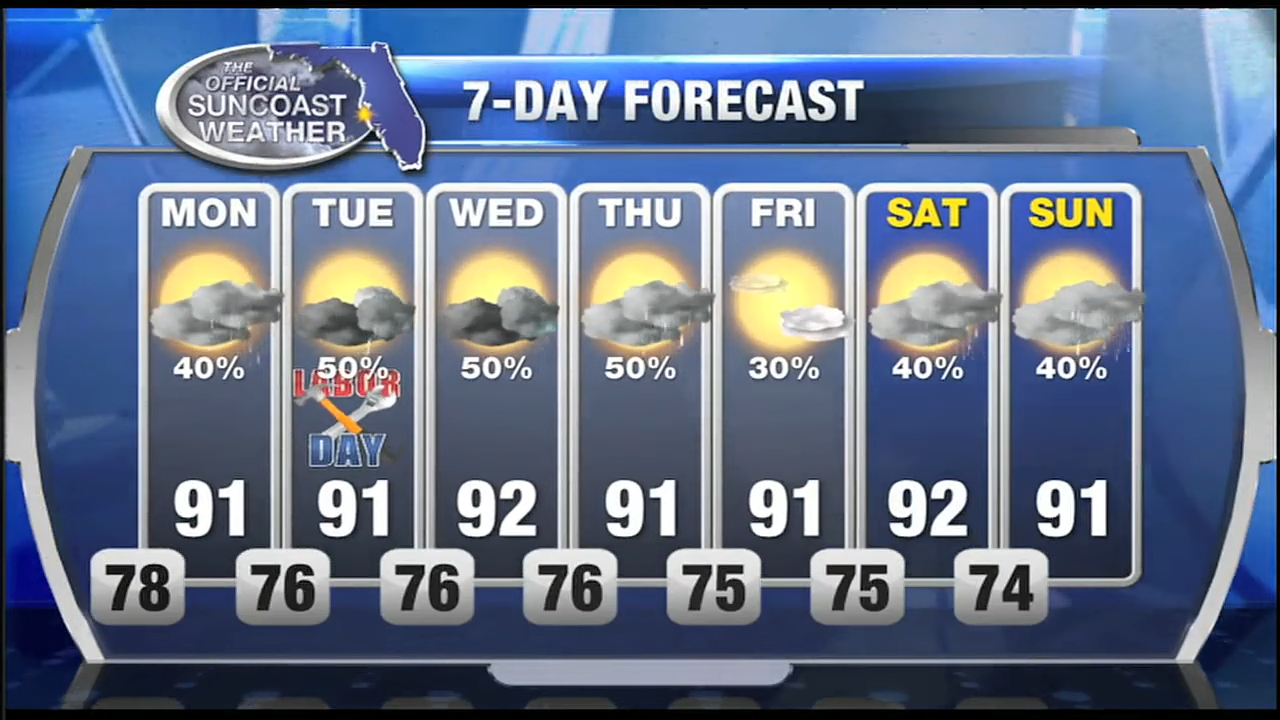 THE
OFFICIAL
SUNCOAST
WEATHER
7-DAY FORECAST
MON TUE WED THU FRI SAT SUN
40% 50% 50% 50% 30% 40% 40%
LABOR
DAY
91 91 92 91 91 92 91
78 76 76 76 75 75 74